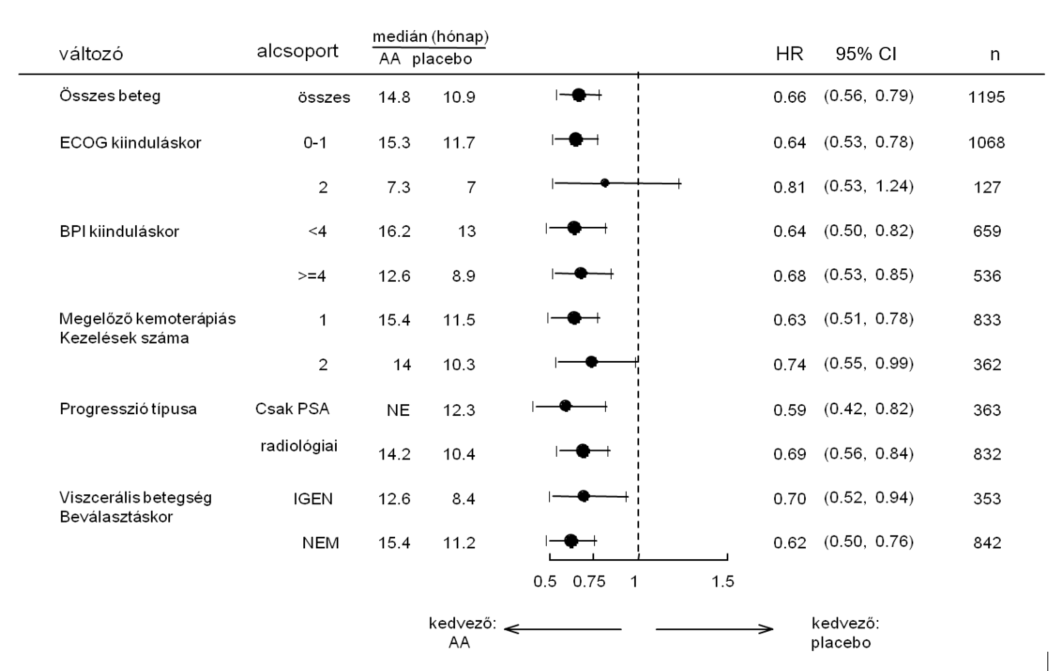 medián (hónap)
változó alcsoport AA placebo HR 95% CI n
Összes beteg összes 14.8 10.9 0.66 (0.56, 0.79) 1195
ECOG kiinduláskor 0-1 15.3 11.7 0.64 (0.53, 0.78) 1068
2 7.3 7 0.81 (0.53, 1.24) 127
BPI kiinduláskor <4 16.2 13 0.64 (0.50, 0.82) 659
>=4 12.6 8.9 0.68 (0.53, 0.85) 536
Megelőző kemoterápiás 1 15.4 11.5 0.63 (0.51, 0.78) 833
Kezelések száma
2 14 10.3 0.74 (0.55, 0.99) 362
Progresszió típusa Csak PSA NE 12.3 0.59 (0.42, 0.82) 363
radiológiai 14.2 10.4 0.69 (0.56, 0.84) 832
Viszcerális betegség IGEN 12.6 8.4 0.70 (0.52, 0.94) 353
Beválasztáskor
NEM 15.4 11.2 0.62 (0.50, 0.76) 842
0.5 0.75 1 1.5
kedvező: kedvező:
AA placebo